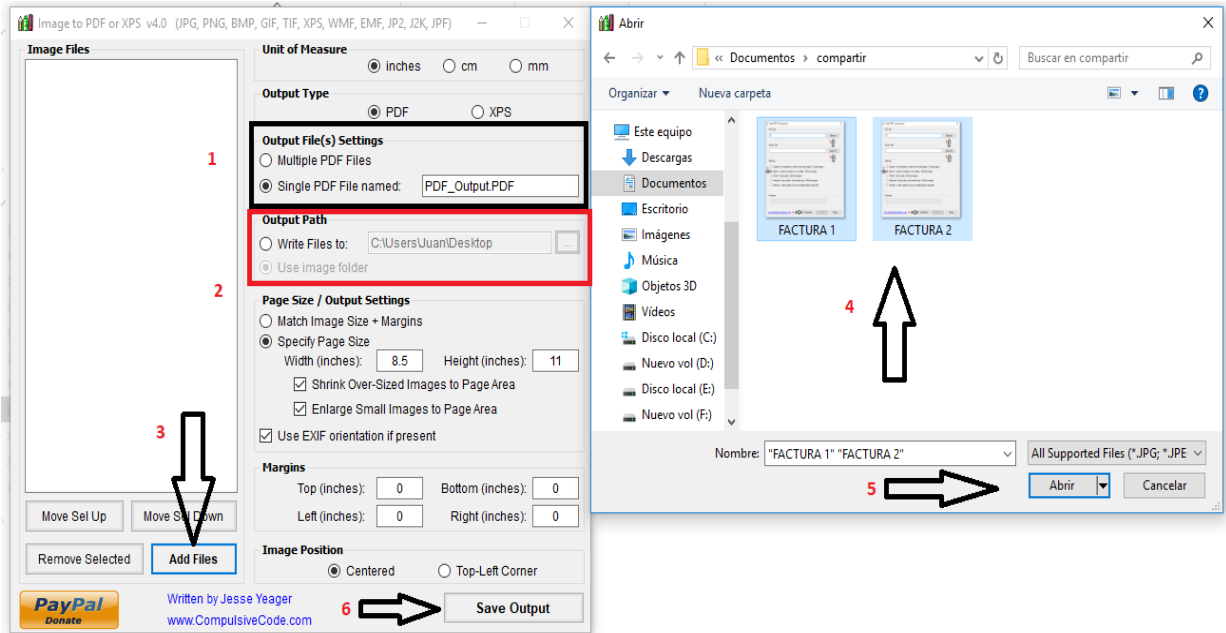 Image to PDF or XPS v4.0 (JPG, PNG, BMP, GIF, TIF, XPS, WMF, EMF, JP2, J2K, JPF)
Image Files
Move Sel Up
Move Sel Down
Remove Selected
Add Files
3
PayPal
Donate
Written by Jesse Yeager
www.CompulsiveCode.com
Unit of Measure
inches cm mm
Output Type
PDF XPS
1
Output File(s) Settings
Multiple PDF Files
Single PDF File named: PDF_Output.PDF
2
Output Path
Write Files to: C:\Users\Juan\Desktop ...
Use image folder
Page Size / Output Settings
Match Image Size + Margins
Specify Page Size
Width (inches): 8.5 Height (inches): 11
Shrink Over-Sized Images to Page Area
Enlarge Small Images to Page Area
Use EXIF orientation if present
Margins
Top (inches): 0 Bottom (inches): 0
Left (inches): 0 Right (inches): 0
Image Position
Centered Top-Left Corner
6
Save Output
Abrir
« Documentos › compartir
Buscar en compartir
Organizar Nueva carpeta
Este equipo
Descargas
Documentos
Escritorio
Imágenes
Música
Objetos 3D
Vídeos
Disco local (C:)
Nuevo vol (D:)
Disco local (E:)
Nuevo vol (F:)
FACTURA 1
FACTURA 2
4
Nombre: "FACTURA 1" "FACTURA 2"
All Supported Files (*.JPG; *.JPE
5
Abrir
Cancelar